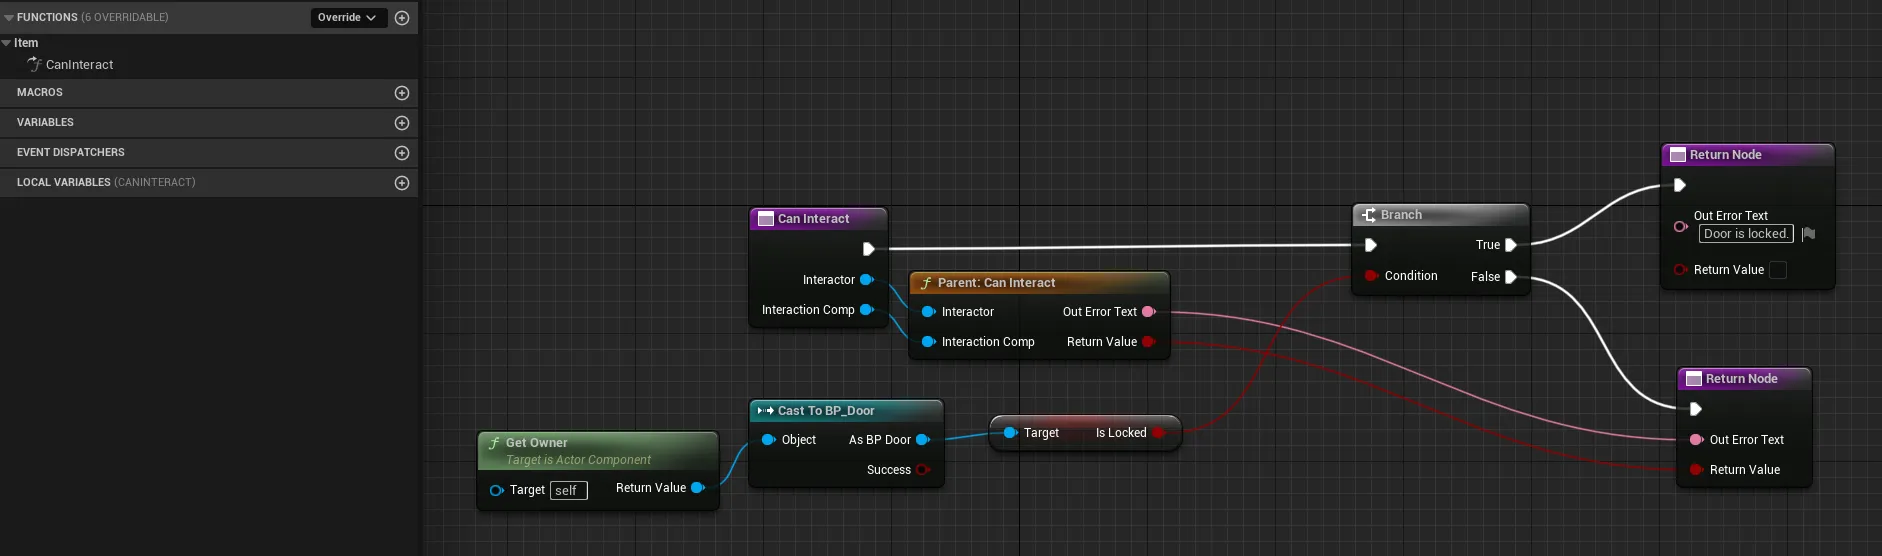 FUNCTIONS (6 OVERRIDABLE)
Override
Item
CanInteract
MACROS
VARIABLES
EVENT DISPATCHERS
LOCAL VARIABLES (CANINTERACT)
Can Interact
Interactor
Interaction Comp
Parent: Can Interact
Interactor
Out Error Text
Interaction Comp
Return Value
Get Owner
Target is Actor Component
Target
self
Return Value
Cast To BP_Door
Object
As BP Door
Success
Target
Is Locked
Branch
True
Condition
False
Return Node
Out Error Text
Door is locked.
Return Value
Return Node
Out Error Text
Return Value